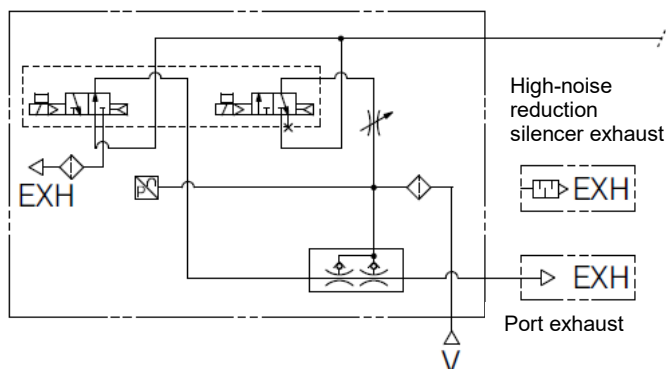 High-noise
reduction
silencer exhaust
EXH
EXH
P
EXH
Port exhaust
V